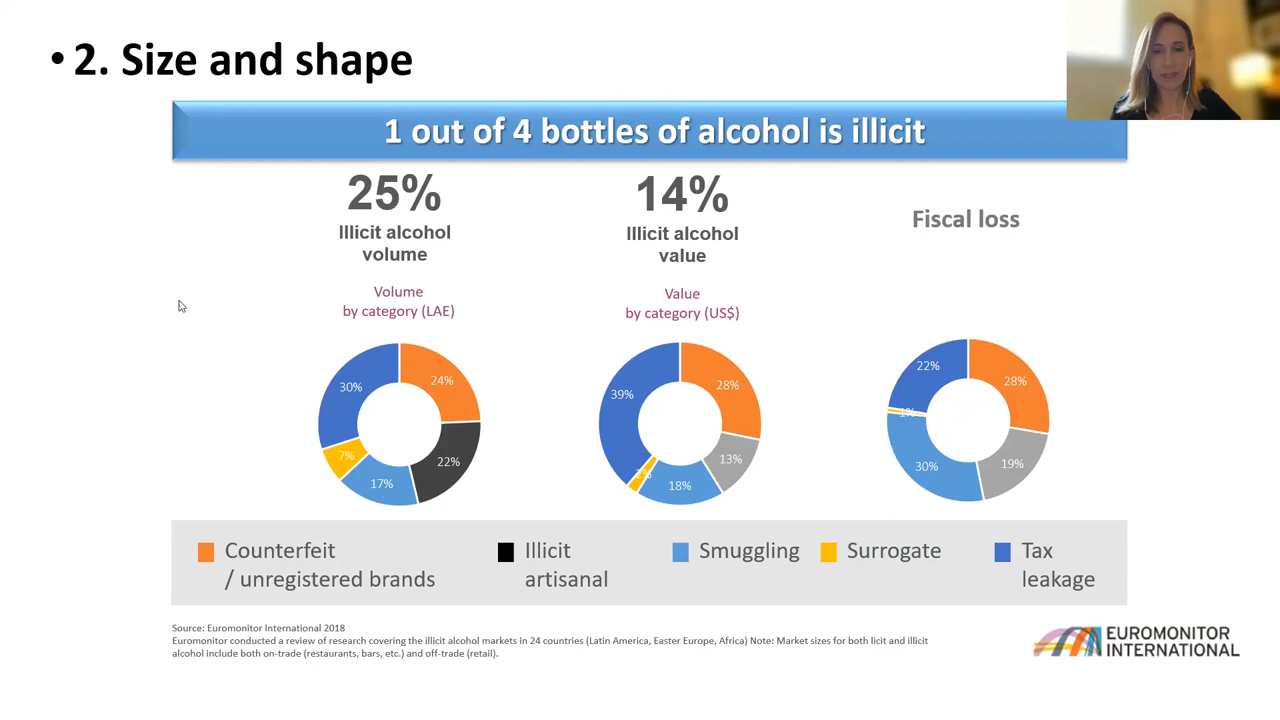 • 2. Size and shape
1 out of 4 bottles of alcohol is illicit
25%
Illicit alcohol
volume
14%
Illicit alcohol
value
Fiscal loss
Volume
by category (LAE)
Value
by category (US$)
24%
22%
17%
7%
30%
28%
13%
18%
39%
28%
19%
30%
22%
Counterfeit
/ unregistered brands
Illicit
artisanal
Smuggling
Surrogate
Tax
leakage
Source: Euromonitor International 2018
Euromonitor conducted a review of research covering the illicit alcohol markets in 24 countries (Latin America, Easter Europe, Africa) Note: Market sizes for both licit and illicit
alcohol include both on-trade (restaurants, bars, etc.) and off-trade (retail).
EUROMONITOR
INTERNATIONAL